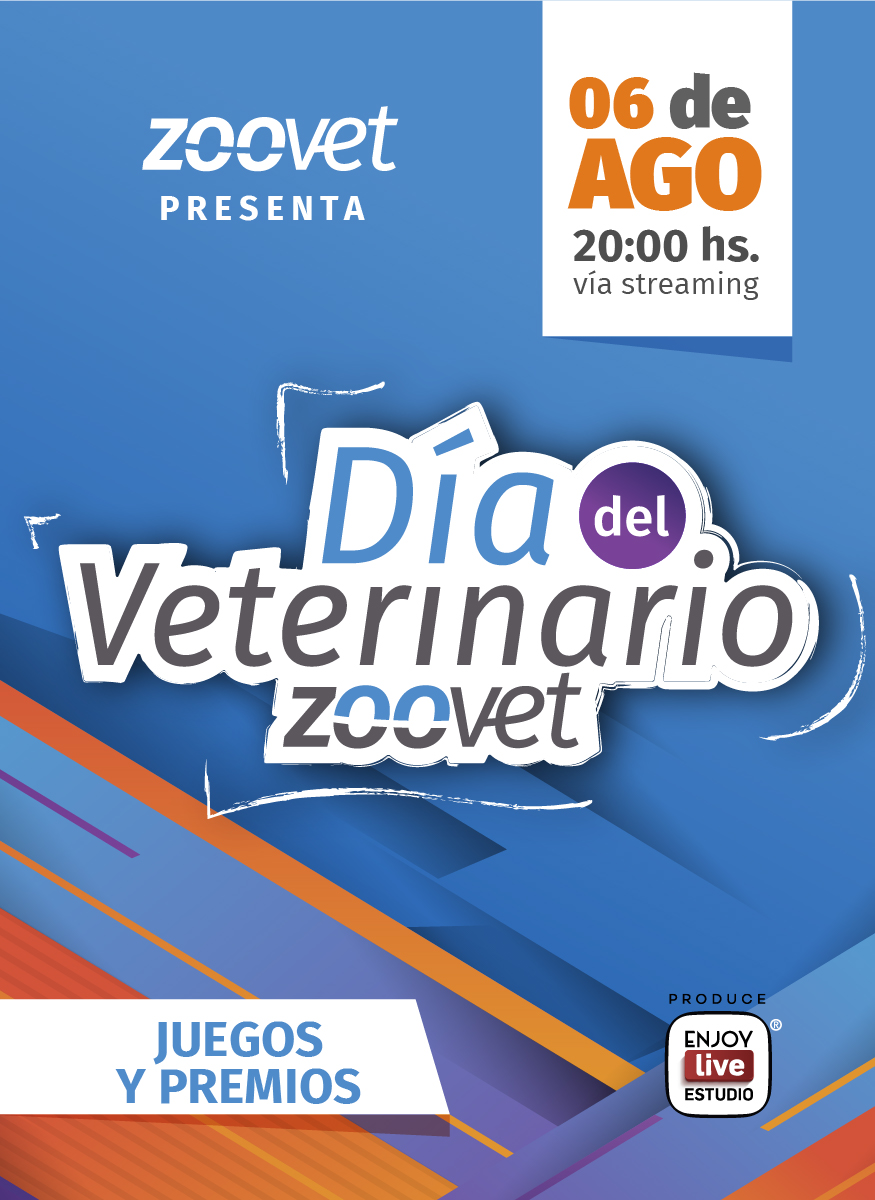 zoovet
PRESENTA
06 de
AGO
20:00 hs.
vía streaming
Día del
Veterinario
zoovet
JUEGOS
Y PREMIOS
PRODUCE
ENJOY
live
ESTUDIO
®